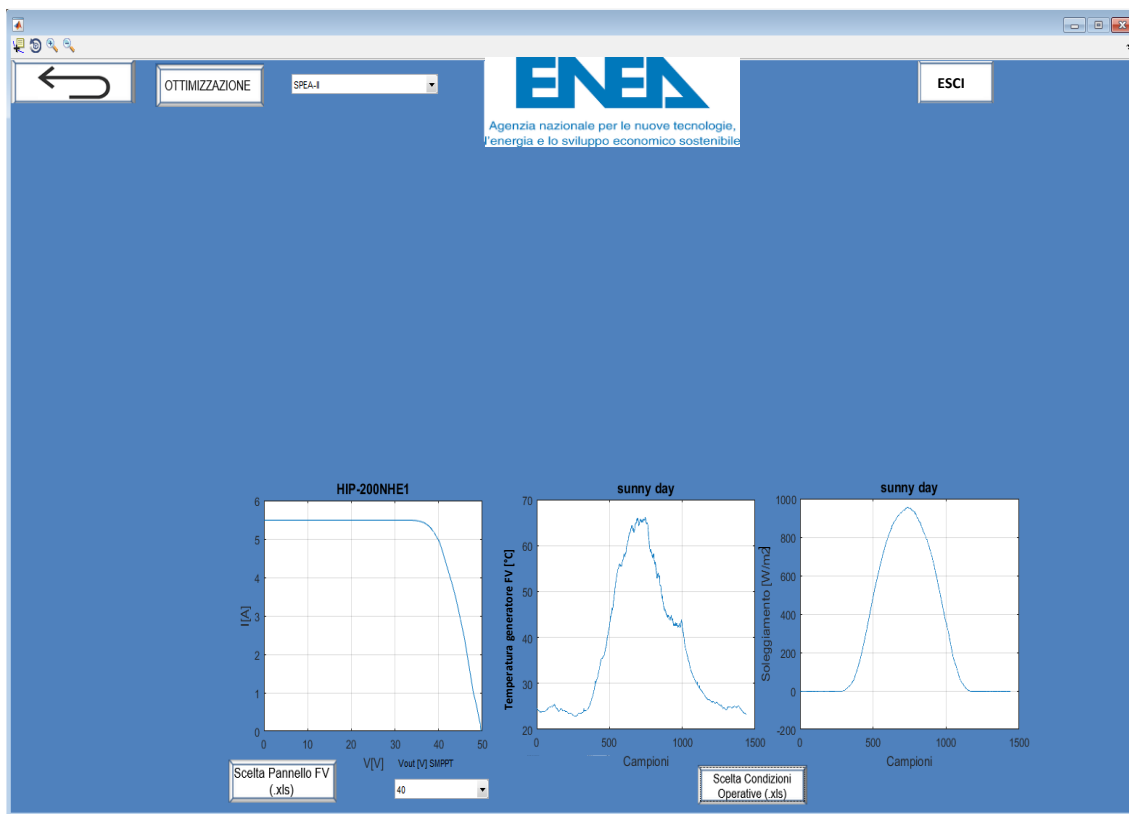 OTTIMIZZAZIONE
SPEA-II
ENEA
Agenzia nazionale per le nuove tecnologie,
l'energia e lo sviluppo economico sostenibile
ESCI
HIP-200NHE1
I [A]
6
5
4
3
2
1
0
0 10 20 30 40 50
V[V]
sunny day
Temperatura generatore FV [°C]
70
60
50
40
30
20
0 500 1000 1500
Campioni
sunny day
Soleggiamento [W/m2]
1000
800
600
400
200
0
-200
0 500 1000 1500
Campioni
Scelta Pannello FV
(.xls)
Vout [V] SMPPT
40
Scelta Condizioni
Operative (.xls)